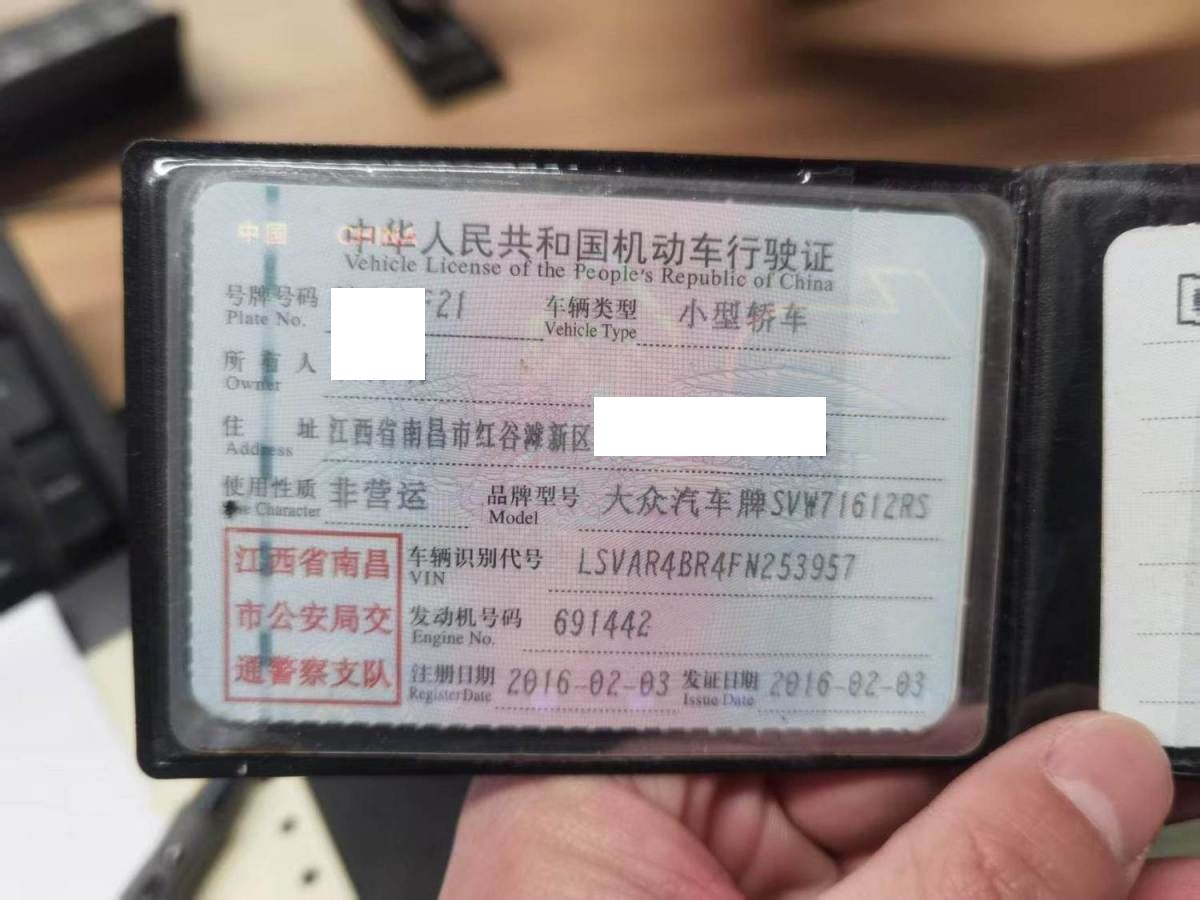 中国 CHINA
中华人民共和国机动车行驶证
Vehicle License of the People's Republic of China
号牌号码 21 车辆类型 小型轿车
Plate No. Vehicle Type
所有人
Owner
住址 江西省南昌市红谷滩新区
Address
使用性质 非营运 品牌型号 大众汽车牌SVW71612RS
Use Character Model
江西省南昌
市公安局交
通警察支队
车辆识别代号 LSVAR4BR4FN253957
VIN
发动机号码 691442
Engine No.
注册日期 2016-02-03 发证日期 2016-02-03
Register Date Issue Date